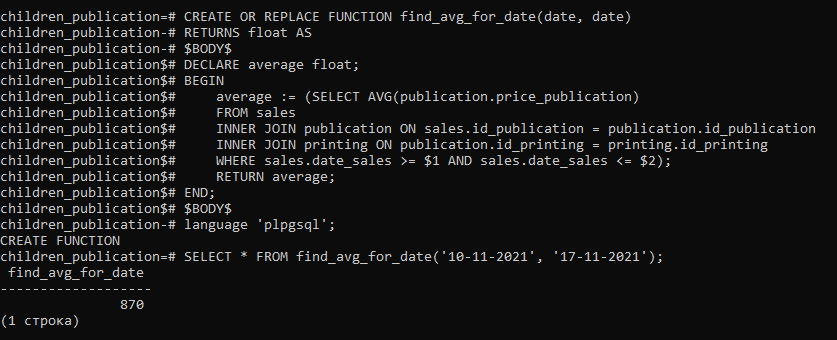 children_publication=# CREATE OR REPLACE FUNCTION find_avg_for_date(date, date)
children_publication-# RETURNS float AS
children_publication-# $BODY$
children_publication$# DECLARE average float;
children_publication$# BEGIN
children_publication$#     average := (SELECT AVG(publication.price_publication)
children_publication$#     FROM sales
children_publication$#     INNER JOIN publication ON sales.id_publication = publication.id_publication
children_publication$#     INNER JOIN printing ON publication.id_printing = printing.id_printing
children_publication$#     WHERE sales.date_sales >= $1 AND sales.date_sales <= $2);
children_publication$#     RETURN average;
children_publication$# END;
children_publication$# $BODY$
children_publication-# language 'plpgsql';
CREATE FUNCTION
children_publication=# SELECT * FROM find_avg_for_date('10-11-2021', '17-11-2021');
 find_avg_for_date
-------------------
               870
(1 строка)